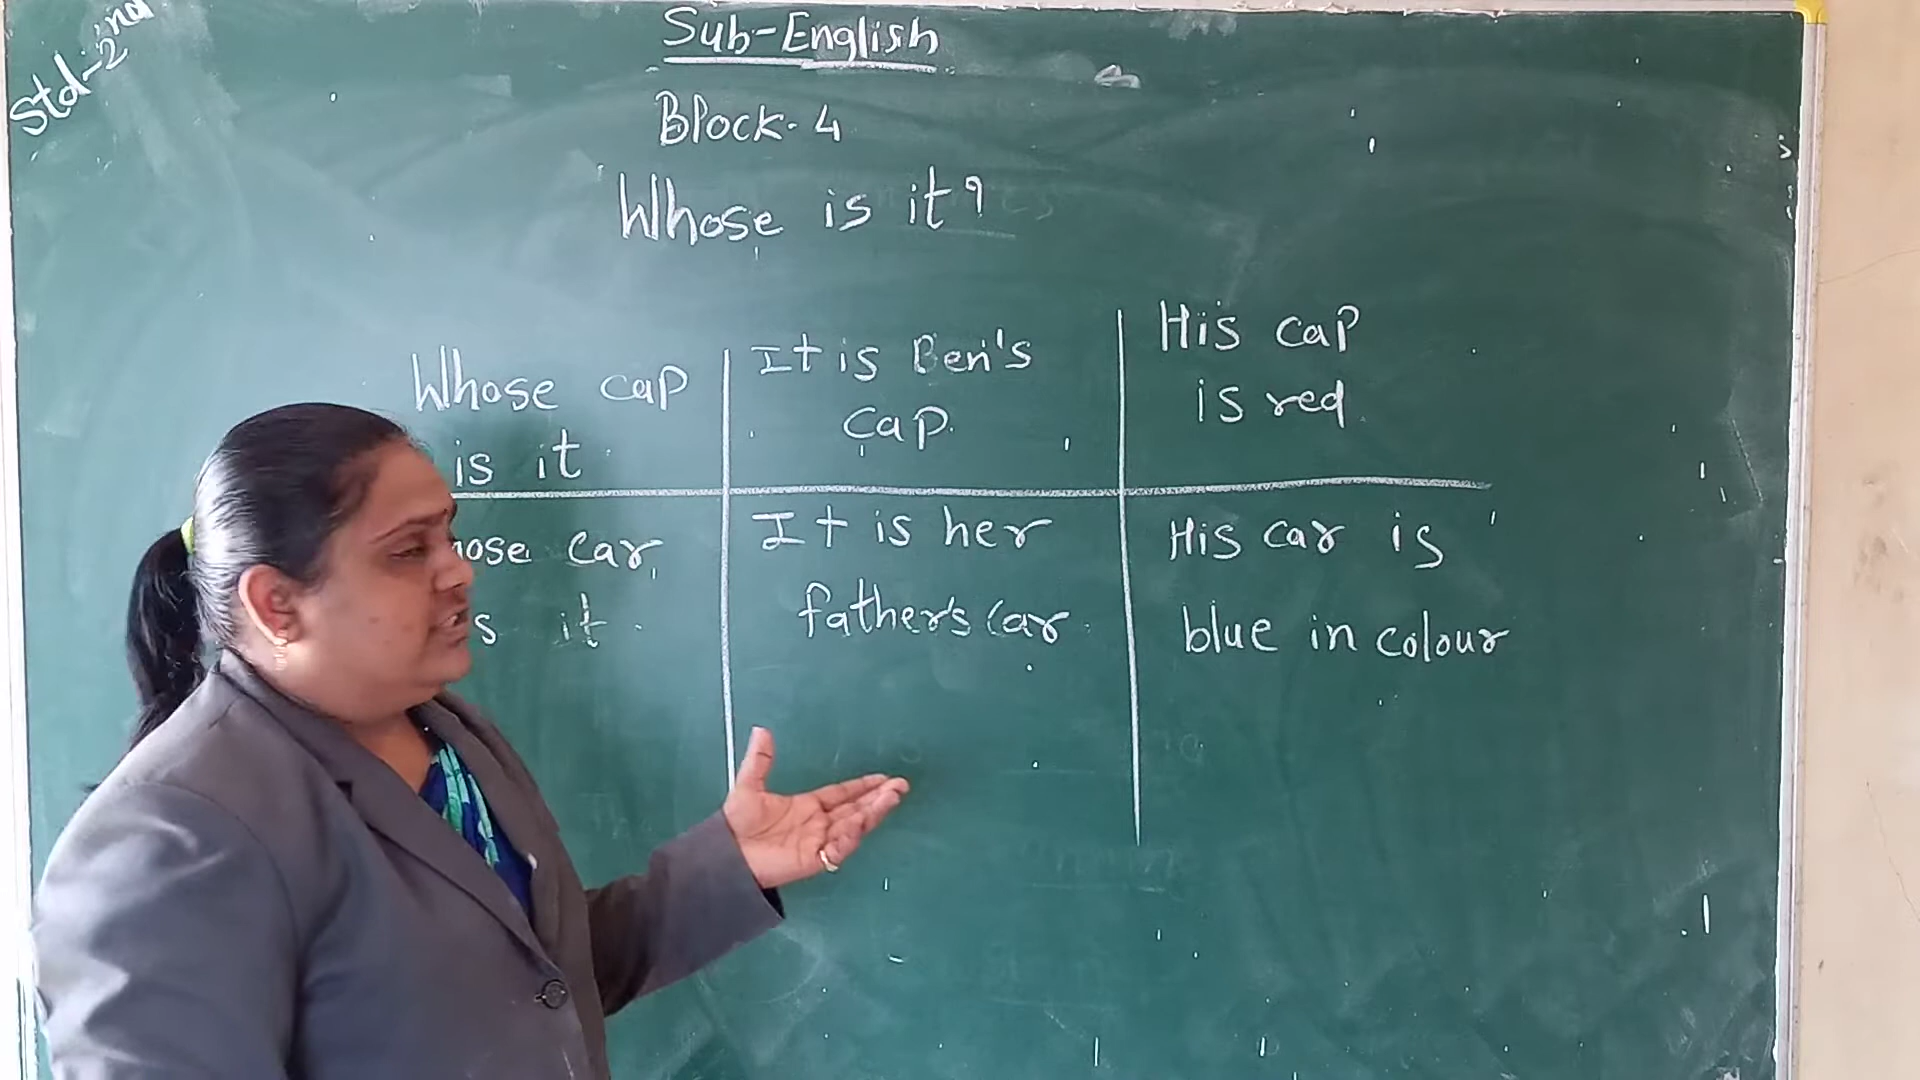 Std-2nd
Sub-English
Block-4
Whose is it?
Whose cap
is it
It is Ben's
cap.
His cap
is red.
car
it.
It is her
father's car.
His car is
blue in colour